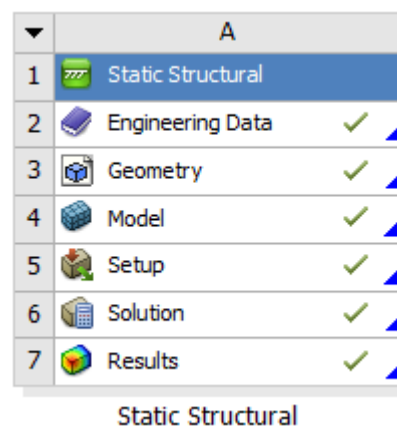 A
1 Static Structural
2 Engineering Data
3 Geometry
4 Model
5 Setup
6 Solution
7 Results
Static Structural